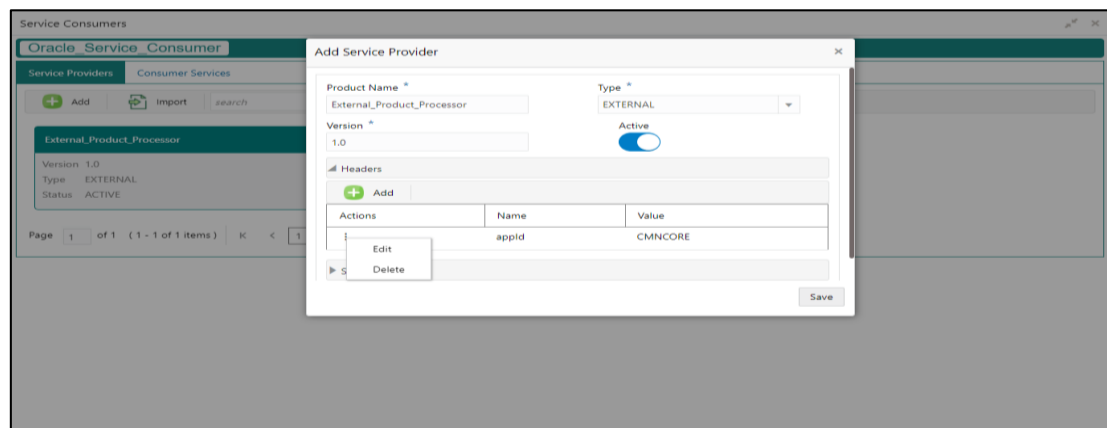 Service Consumers
Oracle_Service_Consumer
Service Providers Consumer Services
Add Import search
External_Product_Processor
Version 1.0
Type EXTERNAL
Status ACTIVE
Page 1 of 1 (1 - 1 of 1 items) K < 1
Add Service Provider
Product Name * Type *
External_Product_Processor EXTERNAL
Version * Active
1.0
Headers
Add
Actions Name Value
appId CMNCORE
Edit
Delete
S
Save